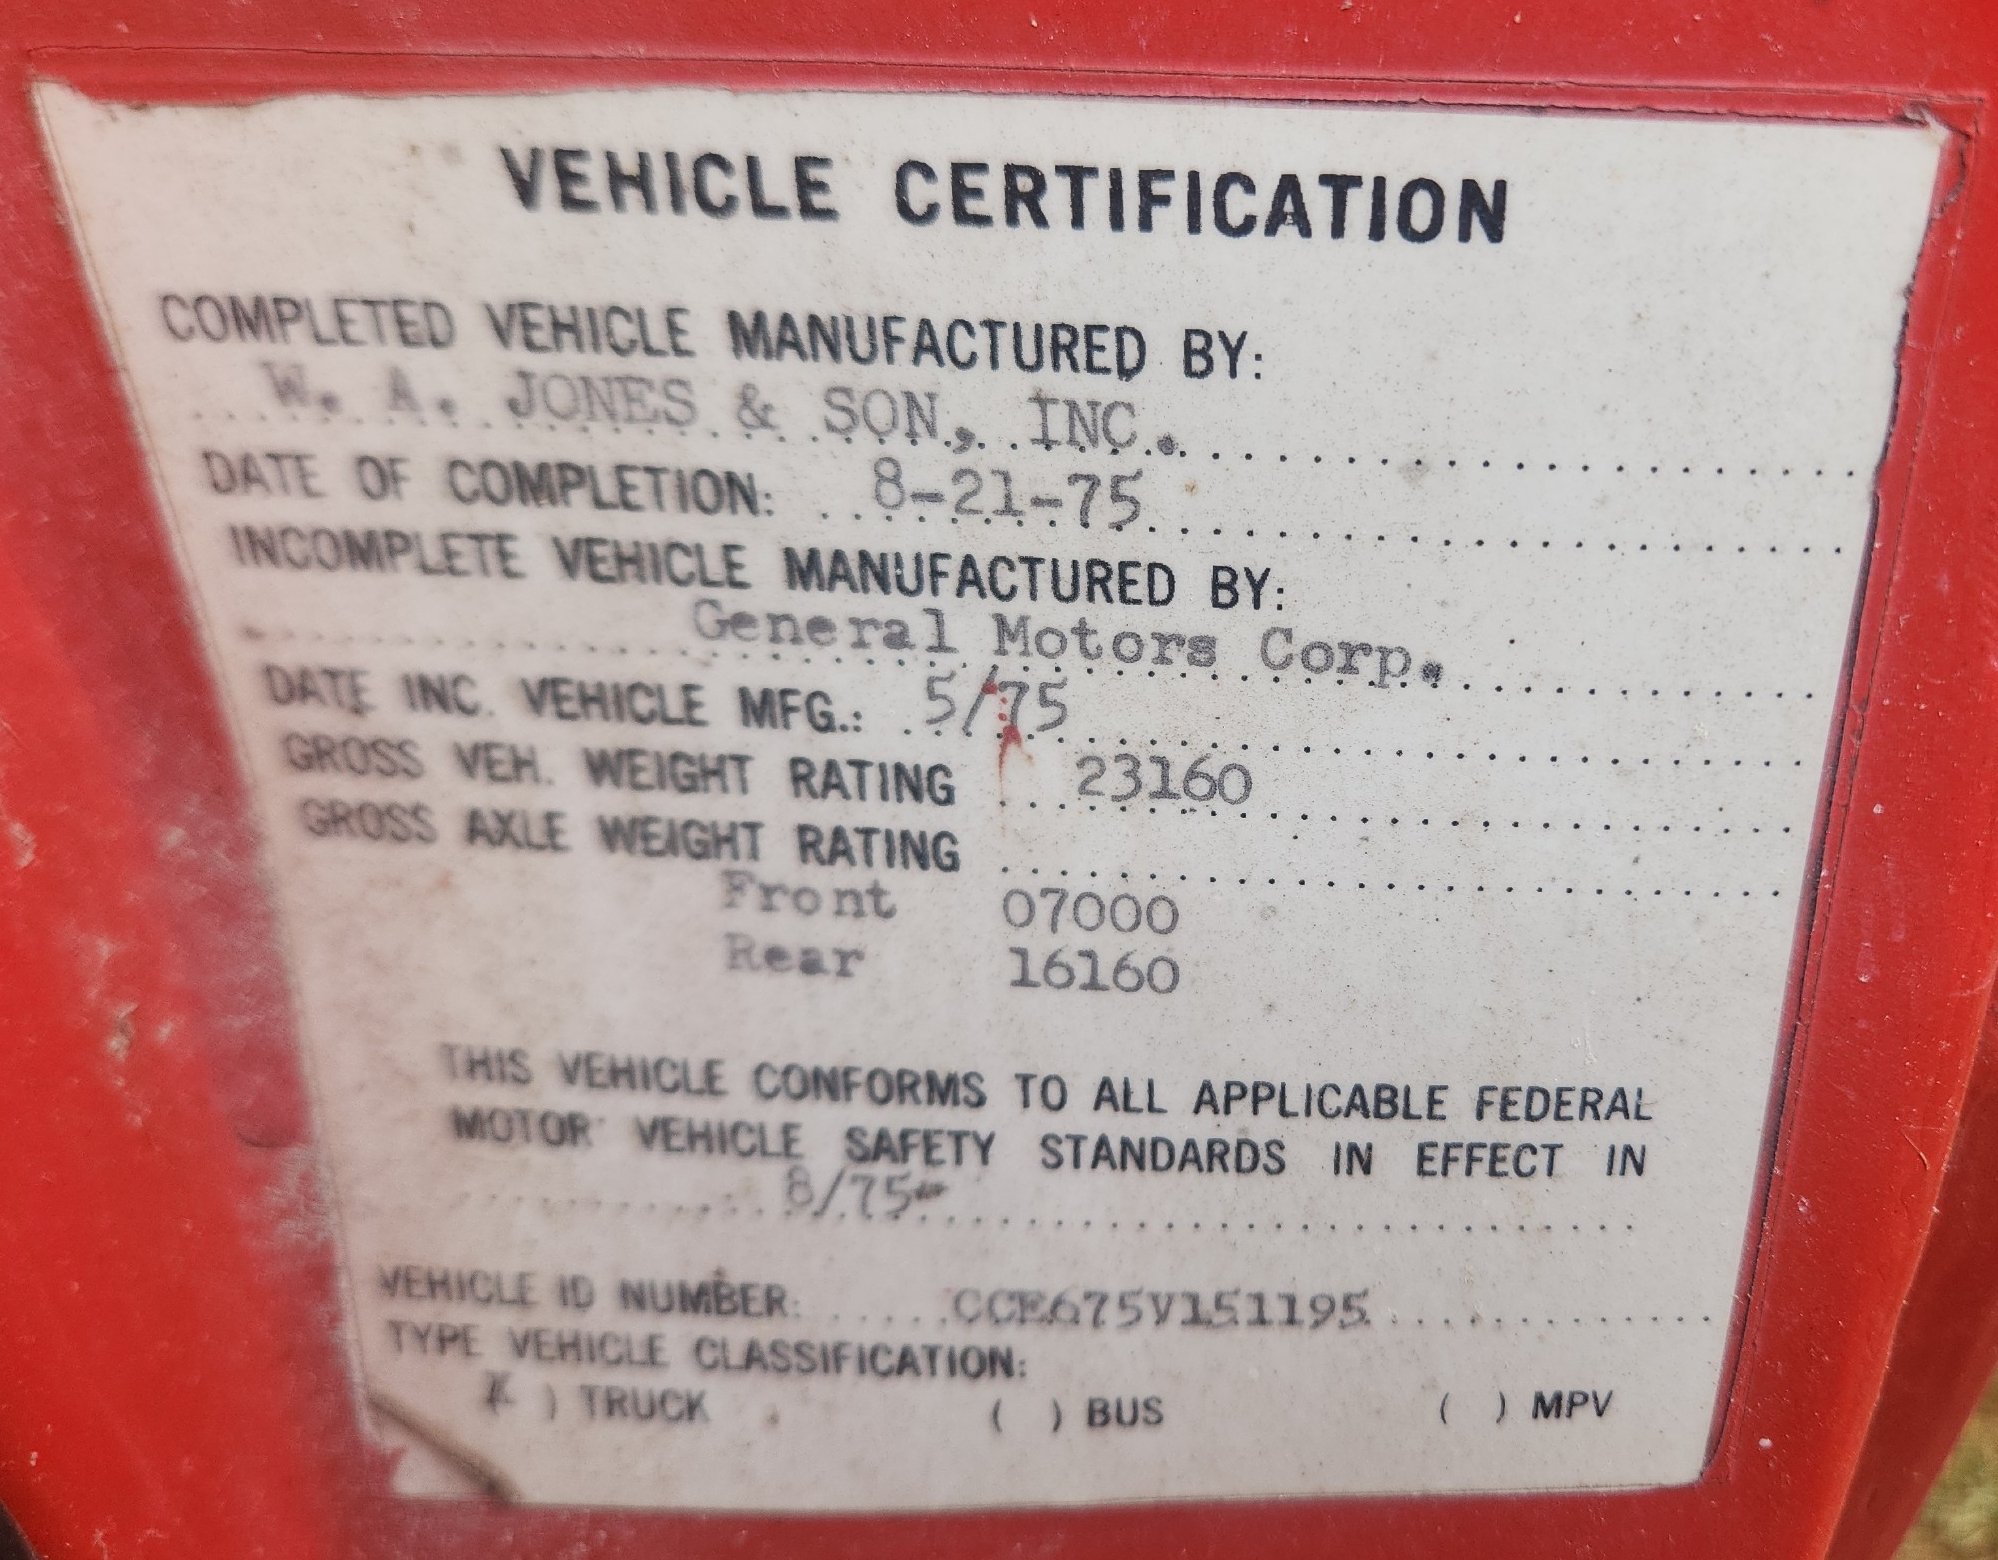 VEHICLE CERTIFICATION
COMPLETED VEHICLE MANUFACTURED BY:
W. A. JONES & SON, INC.
DATE OF COMPLETION: 8-21-75
INCOMPLETE VEHICLE MANUFACTURED BY:
General Motors Corp.
DATE INC. VEHICLE MFG.: 5/75
GROSS VEH. WEIGHT RATING 23160
GROSS AXLE WEIGHT RATING
Front 07000
Rear 16160
THIS VEHICLE CONFORMS TO ALL APPLICABLE FEDERAL
MOTOR VEHICLE SAFETY STANDARDS IN EFFECT IN
8/75
VEHICLE ID NUMBER: CCE675V151195
TYPE VEHICLE CLASSIFICATION:
X ) TRUCK ( ) BUS ( ) MPV